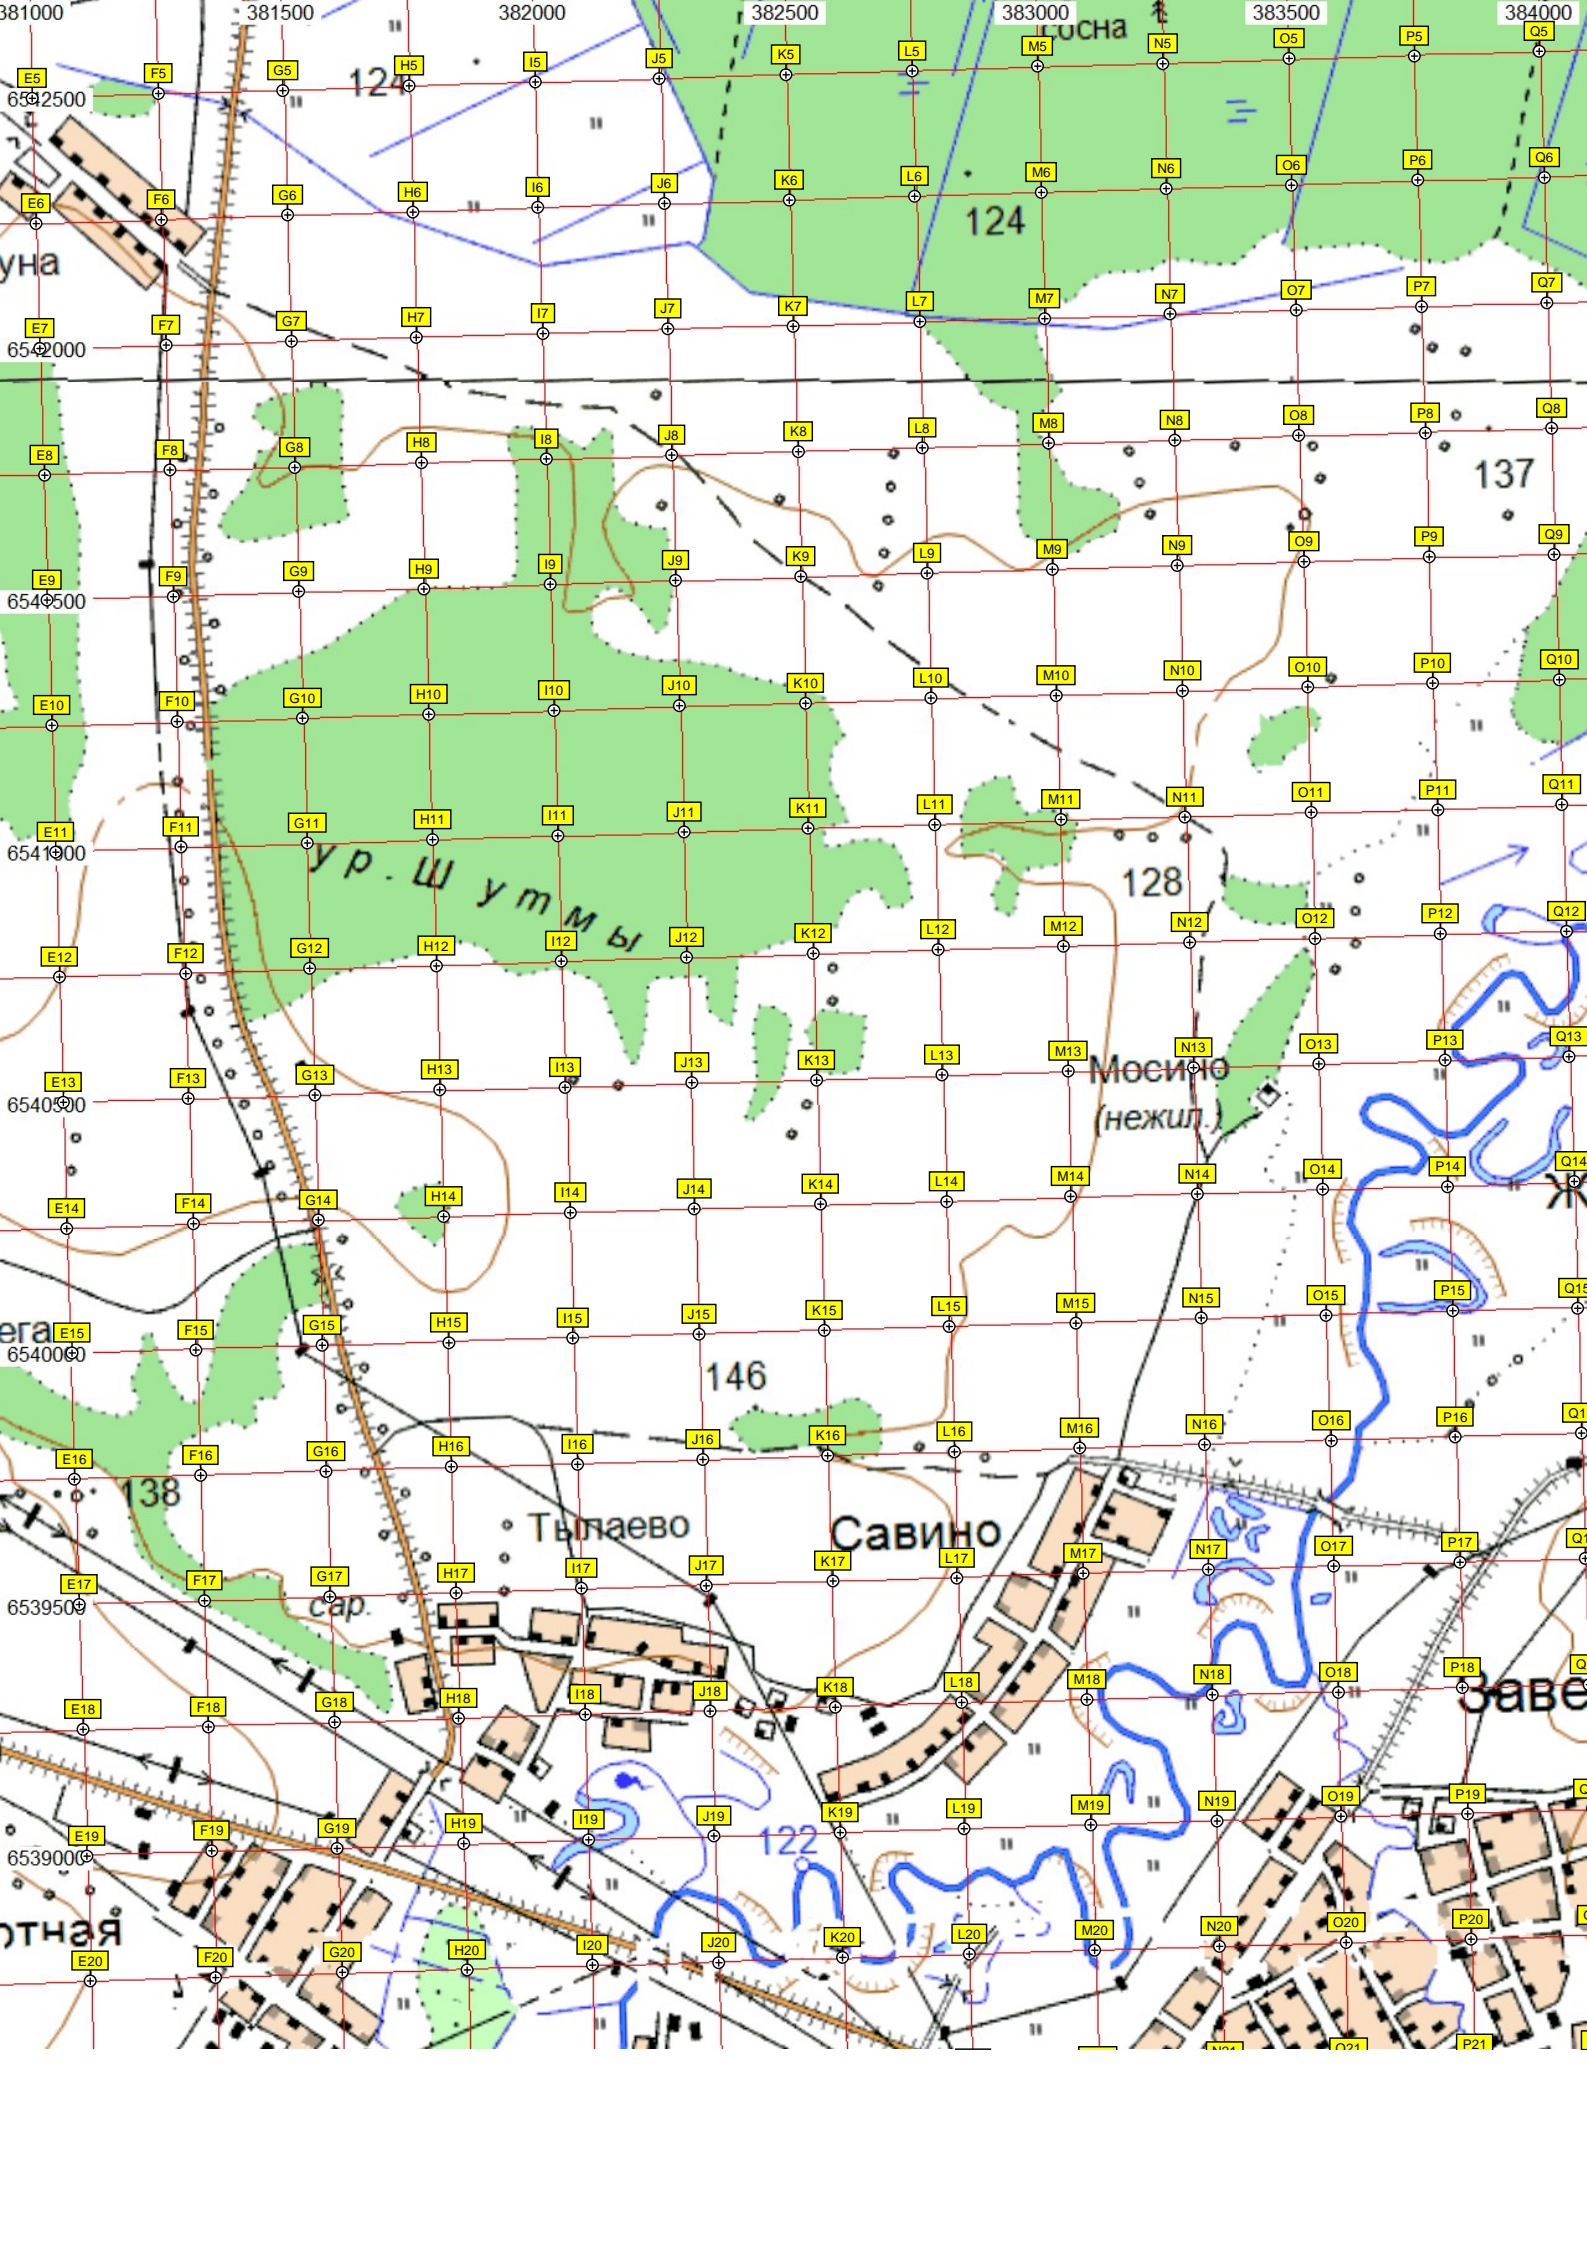 381000 381500 382000 382500 383000 383500 384000
сосна
E5 F5 G5 H5 I5 J5 K5 L5 M5 N5 O5 P5 Q5
6542500
124
E6 F6 G6 H6 I6 J6 K6 L6 M6 N6 O6 P6 Q6
124
уна
E7 F7 G7 H7 I7 J7 K7 L7 M7 N7 O7 P7 Q7
6542000
E8 F8 G8 H8 I8 J8 K8 L8 M8 N8 O8 P8 Q8
137
E9 F9 G9 H9 I9 J9 K9 L9 M9 N9 O9 P9 Q9
6541500
E10 F10 G10 H10 I10 J10 K10 L10 M10 N10 O10 P10 Q10
E11 F11 G11 H11 I11 J11 K11 L11 M11 N11 O11 P11 Q11
6541000
ур. Шутмы
128
E12 F12 G12 H12 I12 J12 K12 L12 M12 N12 O12 P12 Q12
E13 F13 G13 H13 I13 J13 K13 L13 M13 N13 O13 P13 Q13
6540500
Мосино
(нежил.)
E14 F14 G14 H14 I14 J14 K14 L14 M14 N14 O14 P14 Q14
Ж
E15 F15 G15 H15 I15 J15 K15 L15 M15 N15 O15 P15 Q15
ега
6540000
146
E16 F16 G16 H16 I16 J16 K16 L16 M16 N16 O16 P16 Q1
138
Тылаево
Савино
E17 F17 G17 H17 I17 J17 K17 L17 M17 N17 O17 P17 Q1
6539500
сар.
E18 F18 G18 H18 I18 J18 K18 L18 M18 N18 O18 P18 Q
Заве
E19 F19 G19 H19 I19 J19 K19 L19 M19 N19 O19 P19 Q
6539000
122
отная
E20 F20 G20 H20 I20 J20 K20 L20 M20 N20 O20 P20
N21 O21 P21